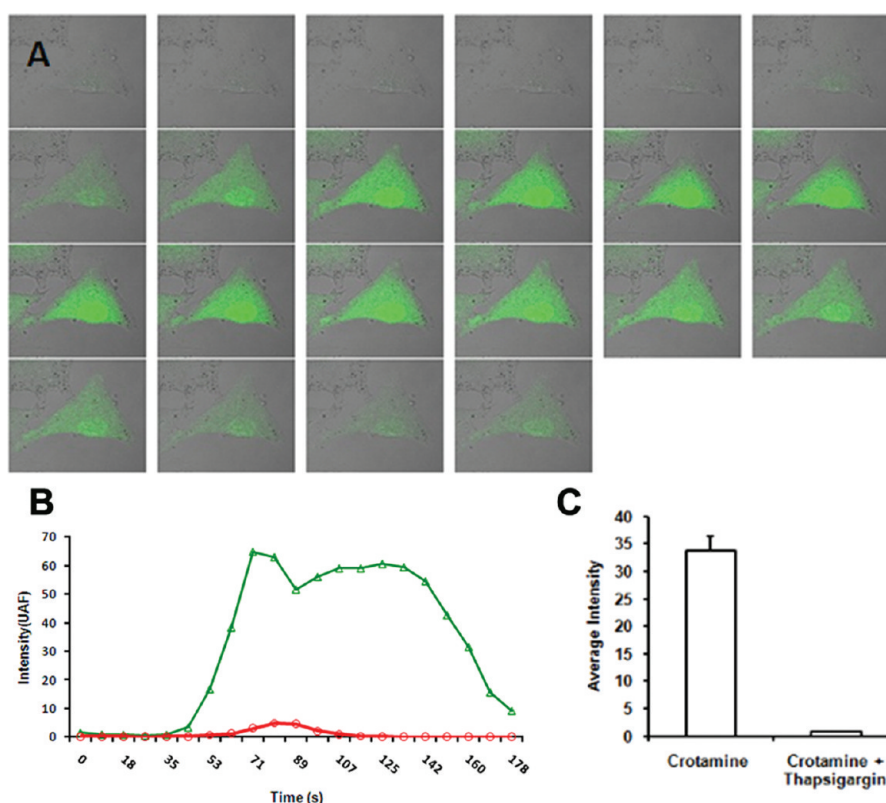 A
B
70
60
50
40
30
20
10
0
Intensity(UAF)
0 18 35 53 71 89 107 125 142 160 178
Time (s)
C
40
35
30
25
20
15
10
5
0
Average Intensity
Crotamine
Crotamine +
Thapsigargin